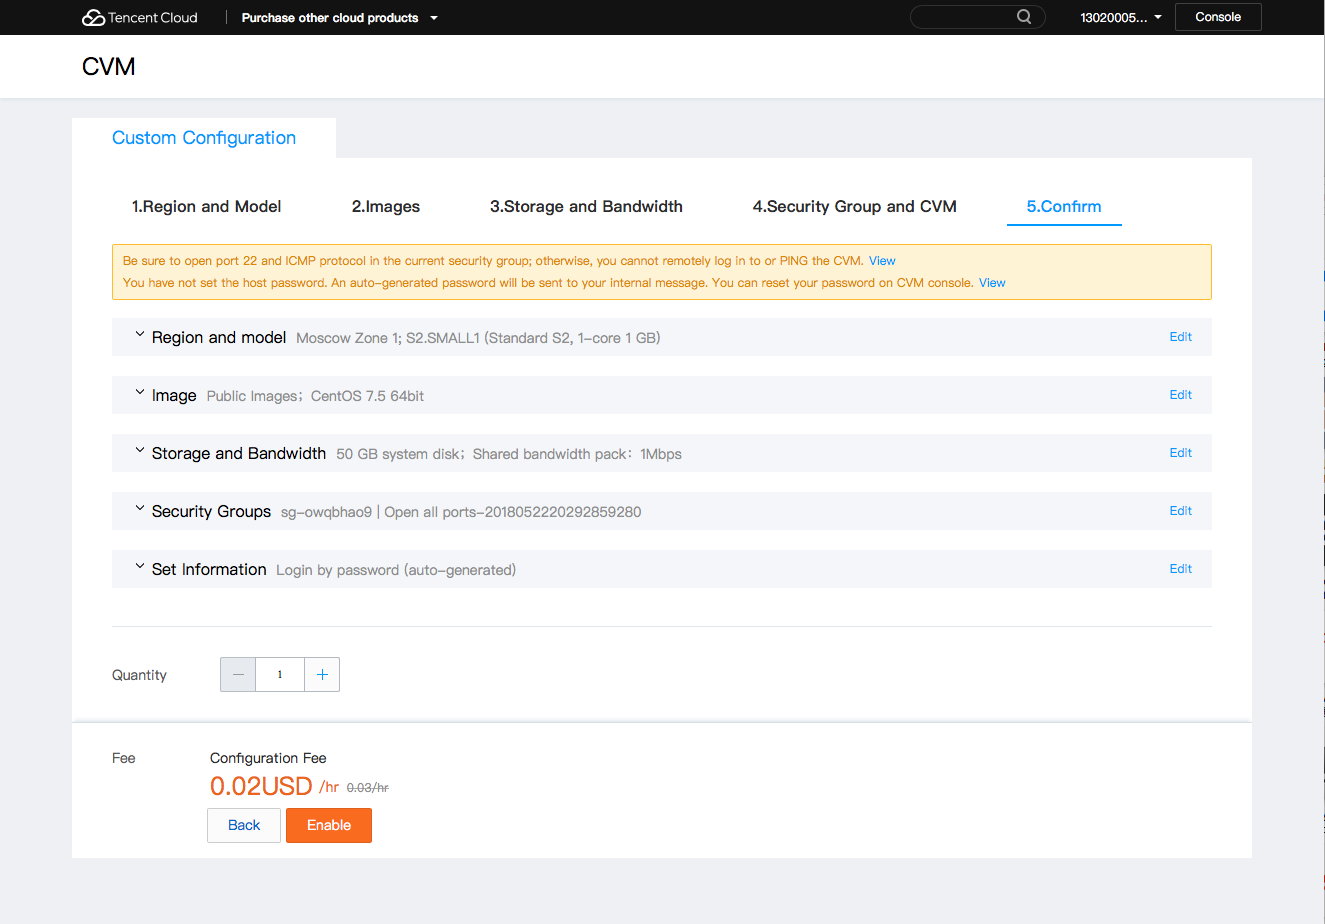 Tencent Cloud Purchase other cloud products 13020005... Console
CVM
Custom Configuration
1.Region and Model 2.Images 3.Storage and Bandwidth 4.Security Group and CVM 5.Confirm
Be sure to open port 22 and ICMP protocol in the current security group; otherwise, you cannot remotely log in to or PING the CVM. View
You have not set the host password. An auto-generated password will be sent to your internal message. You can reset your password on CVM console. View
Region and model Moscow Zone 1; S2.SMALL1 (Standard S2, 1-core 1 GB) Edit
Image Public Images；CentOS 7.5 64bit Edit
Storage and Bandwidth 50 GB system disk；Shared bandwidth pack：1Mbps Edit
Security Groups sg-owqbhao9 | Open all ports-2018052220292859280 Edit
Set Information Login by password (auto-generated) Edit
Quantity − 1 +
Fee Configuration Fee
0.02USD /hr 0.03/hr
Back Enable